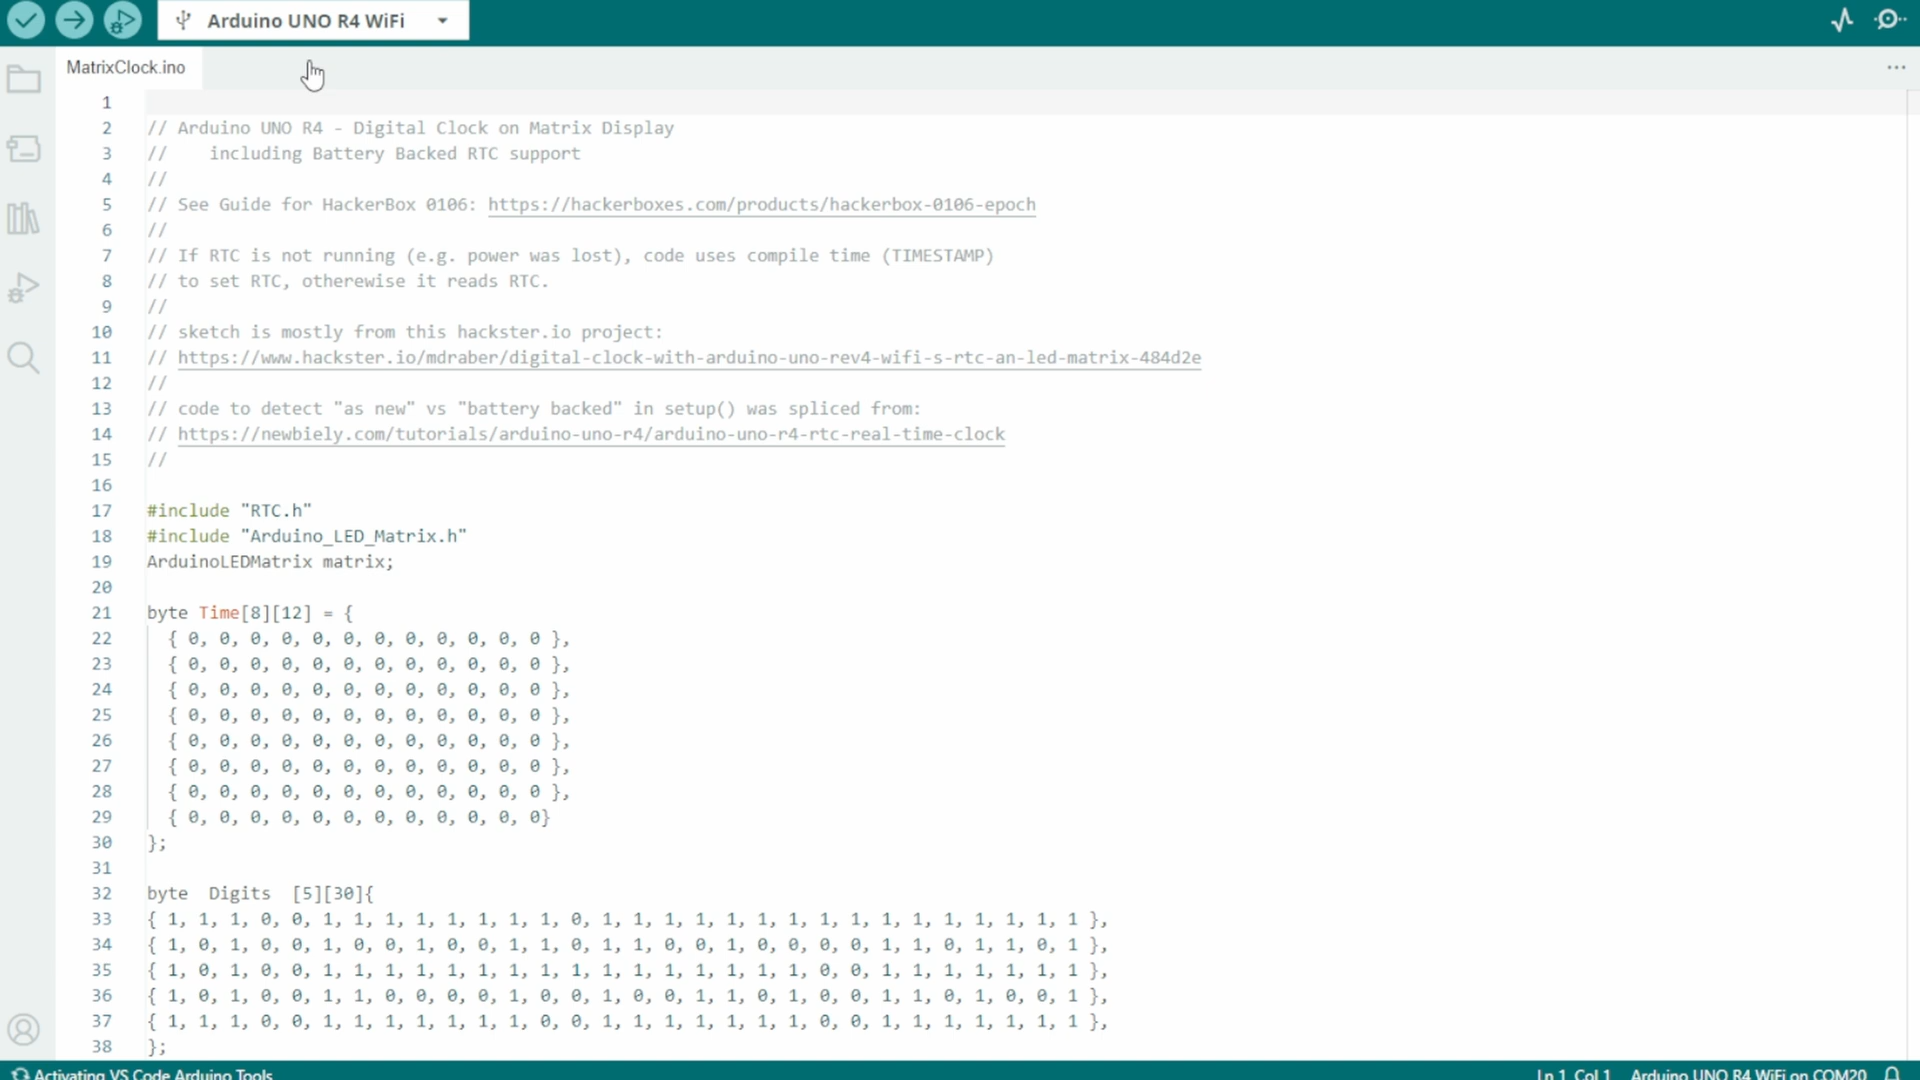 Arduino UNO R4 WiFi
MatrixClock.ino
1
2 // Arduino UNO R4 - Digital Clock on Matrix Display
3 //    including Battery Backed RTC support
4 //
5 // See Guide for HackerBox 0106: https://hackerboxes.com/products/hackerbox-0106-epoch
6 //
7 // If RTC is not running (e.g. power was lost), code uses compile time (TIMESTAMP)
8 // to set RTC, otherewise it reads RTC.
9 //
10 // sketch is mostly from this hackster.io project:
11 // https://www.hackster.io/mdraber/digital-clock-with-arduino-uno-rev4-wifi-s-rtc-an-led-matrix-484d2e
12 //
13 // code to detect "as new" vs "battery backed" in setup() was spliced from:
14 // https://newbiely.com/tutorials/arduino-uno-r4/arduino-uno-r4-rtc-real-time-clock
15 //
16
17 #include "RTC.h"
18 #include "Arduino_LED_Matrix.h"
19 ArduinoLEDMatrix matrix;
20
21 byte Time[8][12] = {
22 { 0, 0, 0, 0, 0, 0, 0, 0, 0, 0, 0, 0 },
23 { 0, 0, 0, 0, 0, 0, 0, 0, 0, 0, 0, 0 },
24 { 0, 0, 0, 0, 0, 0, 0, 0, 0, 0, 0, 0 },
25 { 0, 0, 0, 0, 0, 0, 0, 0, 0, 0, 0, 0 },
26 { 0, 0, 0, 0, 0, 0, 0, 0, 0, 0, 0, 0 },
27 { 0, 0, 0, 0, 0, 0, 0, 0, 0, 0, 0, 0 },
28 { 0, 0, 0, 0, 0, 0, 0, 0, 0, 0, 0, 0 },
29 { 0, 0, 0, 0, 0, 0, 0, 0, 0, 0, 0, 0}
30 };
31
32 byte  Digits  [5][30]{
33 { 1, 1, 1, 0, 0, 1, 1, 1, 1, 1, 1, 1, 1, 0, 1, 1, 1, 1, 1, 1, 1, 1, 1, 1, 1, 1, 1, 1, 1, 1 },
34 { 1, 0, 1, 0, 0, 1, 0, 0, 1, 0, 0, 1, 1, 0, 1, 1, 0, 0, 1, 0, 0, 0, 0, 1, 1, 0, 1, 1, 0, 1 },
35 { 1, 0, 1, 0, 0, 1, 1, 1, 1, 1, 1, 1, 1, 1, 1, 1, 1, 1, 1, 1, 1, 0, 0, 1, 1, 1, 1, 1, 1, 1 },
36 { 1, 0, 1, 0, 0, 1, 1, 0, 0, 0, 0, 1, 0, 0, 1, 0, 0, 1, 1, 0, 1, 0, 0, 1, 1, 0, 1, 0, 0, 1 },
37 { 1, 1, 1, 0, 0, 1, 1, 1, 1, 1, 1, 1, 0, 0, 1, 1, 1, 1, 1, 1, 1, 0, 0, 1, 1, 1, 1, 1, 1, 1 },
38 };
Activating VS Code Arduino Tools
Ln 1, Col 1 Arduino UNO R4 WiFi on COM20